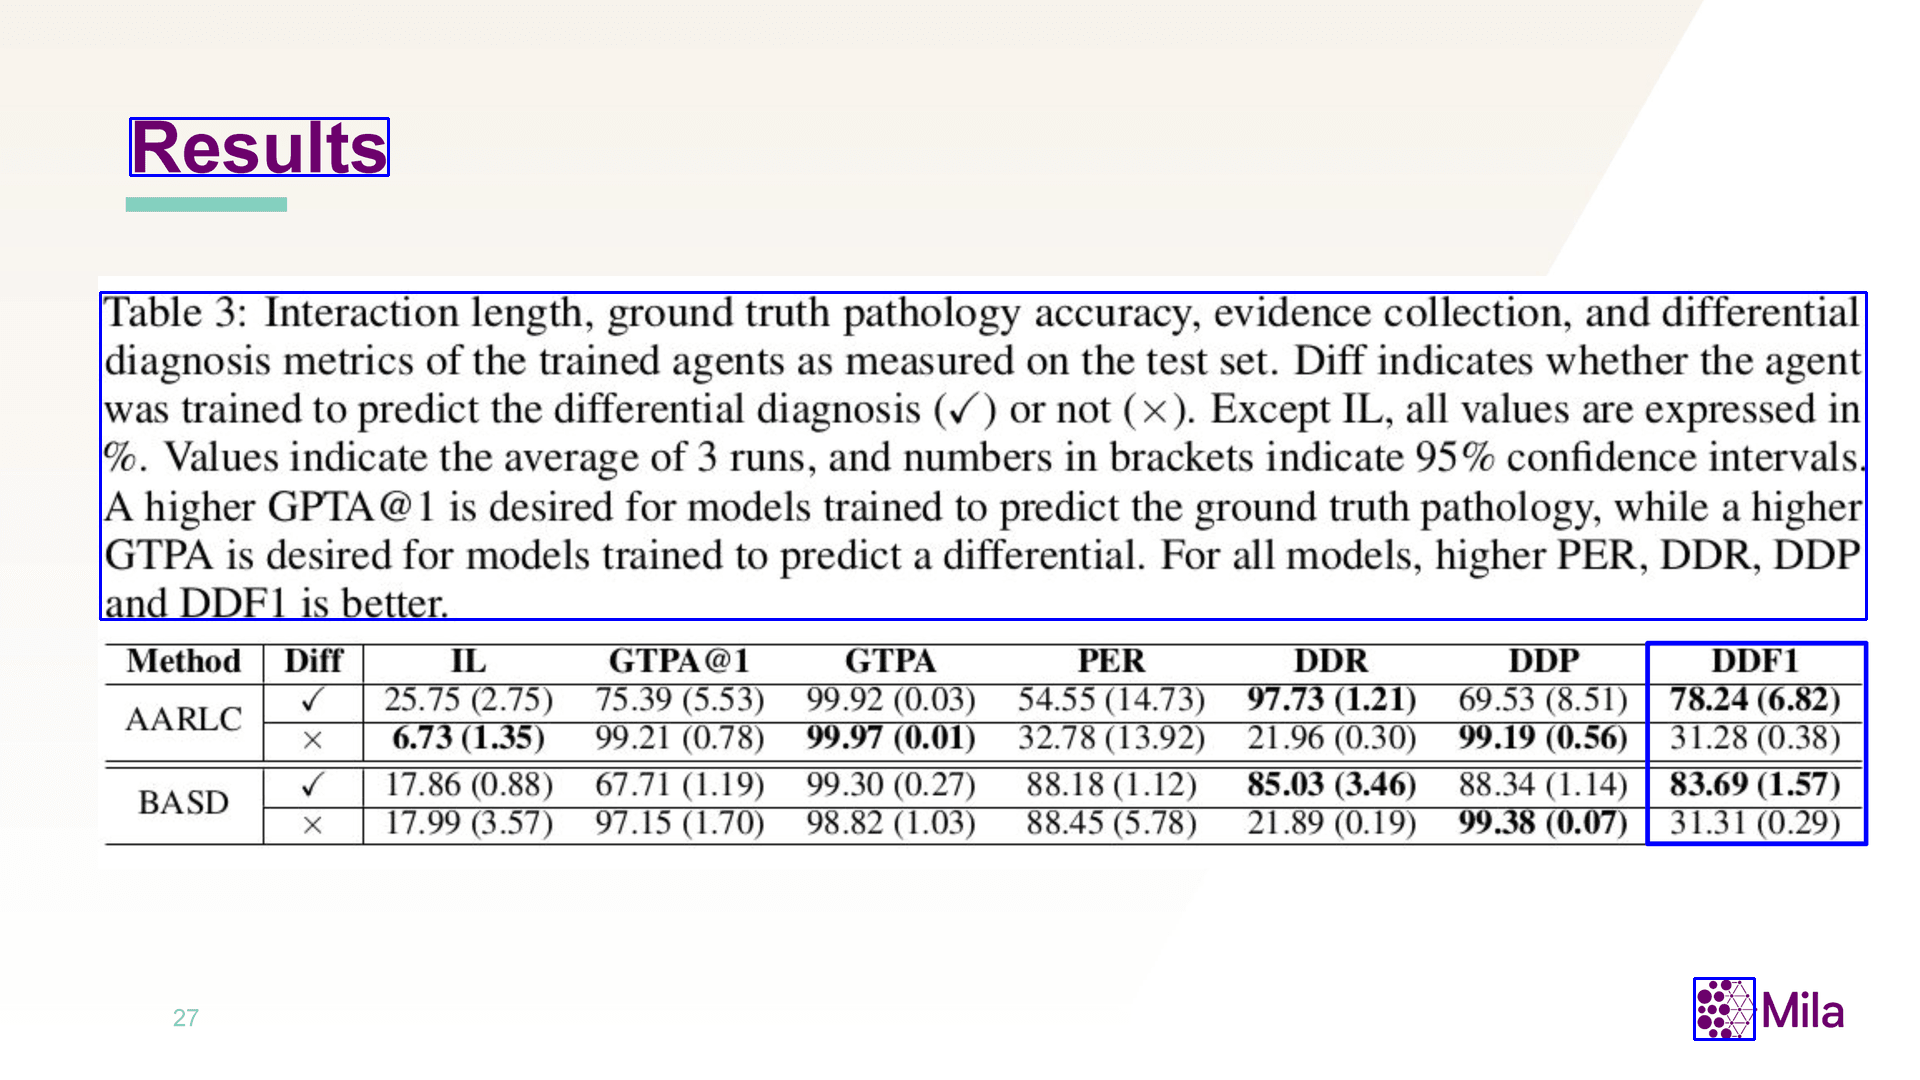 Results
Table 3: Interaction length, ground truth pathology accuracy, evidence collection, and differential
diagnosis metrics of the trained agents as measured on the test set. Diff indicates whether the agent
was trained to predict the differential diagnosis (✓) or not (×). Except IL, all values are expressed in
%. Values indicate the average of 3 runs, and numbers in brackets indicate 95% confidence intervals.
A higher GPTA@1 is desired for models trained to predict the ground truth pathology, while a higher
GTPA is desired for models trained to predict a differential. For all models, higher PER, DDR, DDP
and DDF1 is better.
Method Diff IL GTPA@1 GTPA PER DDR DDP DDF1
AARLC ✓ 25.75 (2.75) 75.39 (5.53) 99.92 (0.03) 54.55 (14.73) 97.73 (1.21) 69.53 (8.51) 78.24 (6.82)
× 6.73 (1.35) 99.21 (0.78) 99.97 (0.01) 32.78 (13.92) 21.96 (0.30) 99.19 (0.56) 31.28 (0.38)
BASD ✓ 17.86 (0.88) 67.71 (1.19) 99.30 (0.27) 88.18 (1.12) 85.03 (3.46) 88.34 (1.14) 83.69 (1.57)
× 17.99 (3.57) 97.15 (1.70) 98.82 (1.03) 88.45 (5.78) 21.89 (0.19) 99.38 (0.07) 31.31 (0.29)
27
Mila